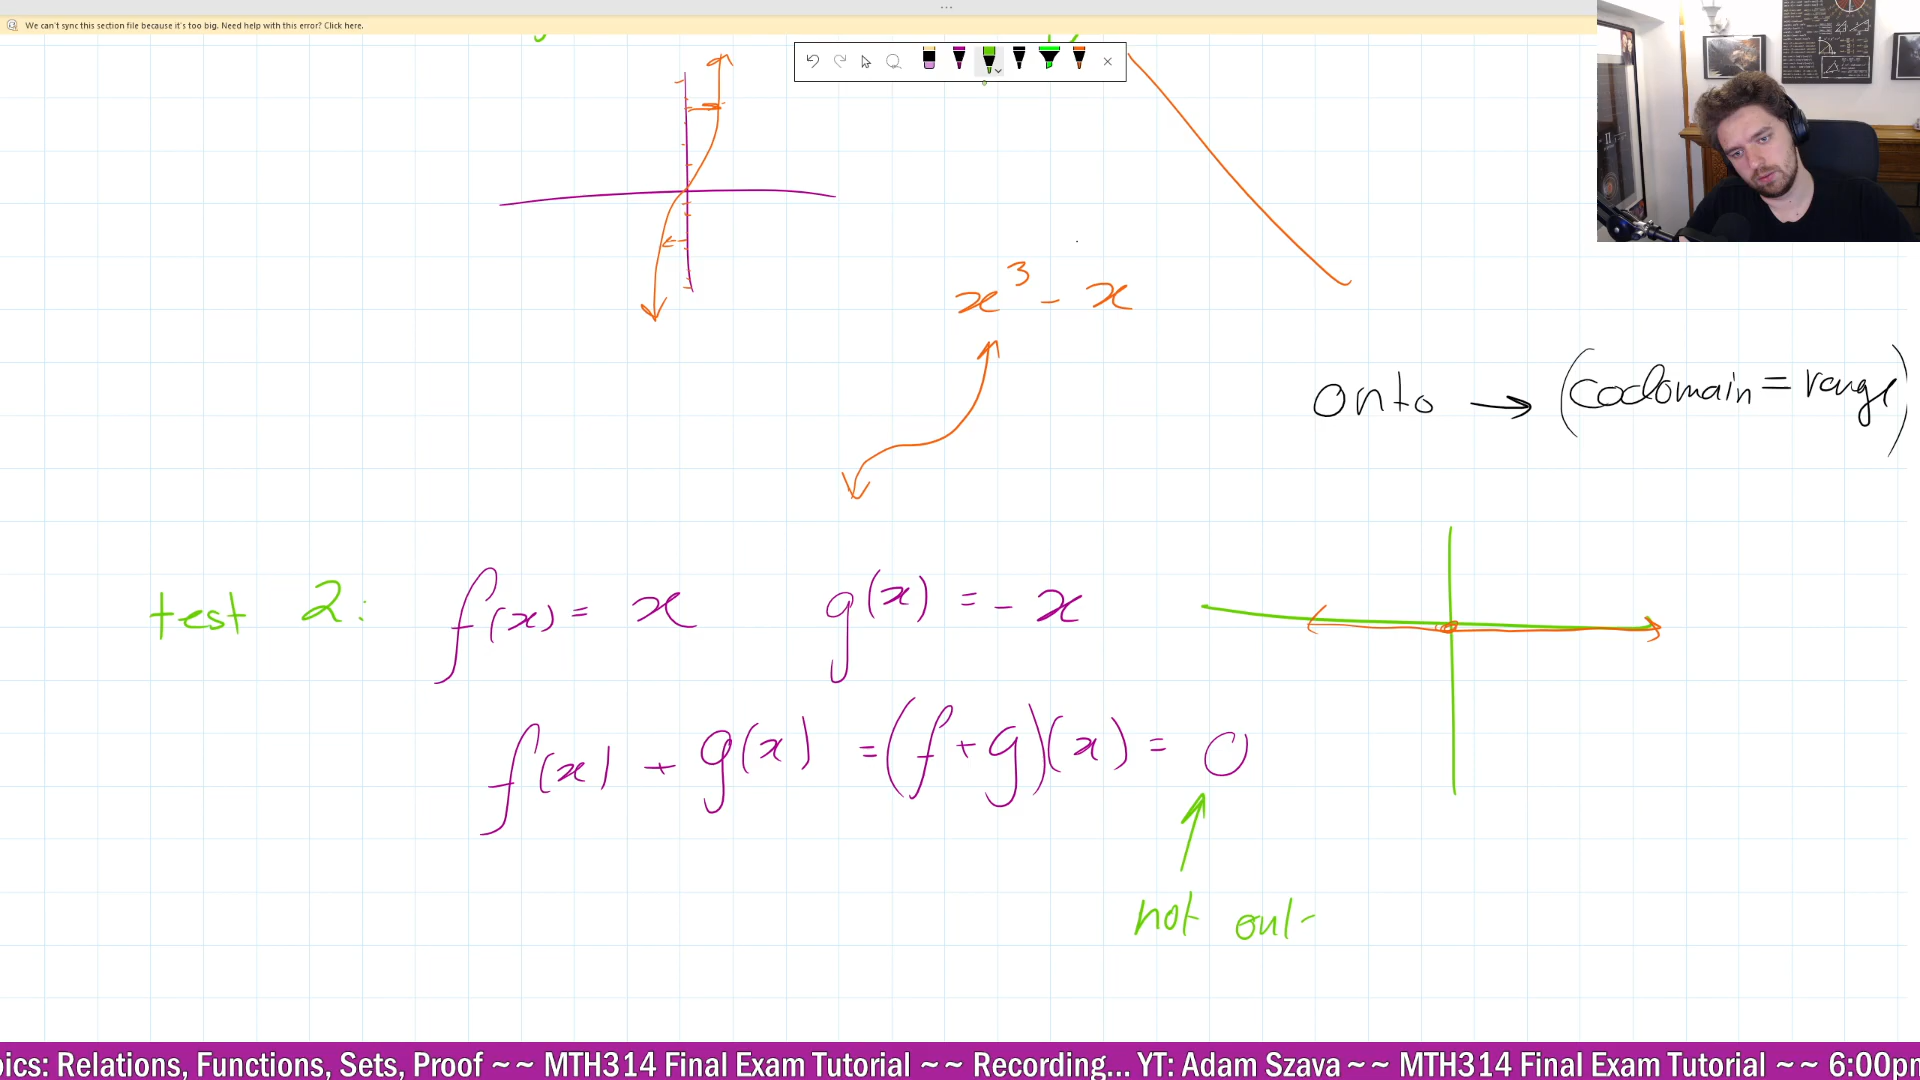 We can't sync this section file because it's too big. Need help with this error? Click here.
x³ - x
onto → (codomain = range)
test 2: f(x) = x g(x) = - x
f(x) + g(x) = (f + g)(x) = 0
not
pics: Relations, Functions, Sets, Proof ~~ MTH314 Final Exam Tutorial ~~ Recording... YT: Adam Szava ~~ MTH314 Final Exam Tutorial ~~ 6:00pm